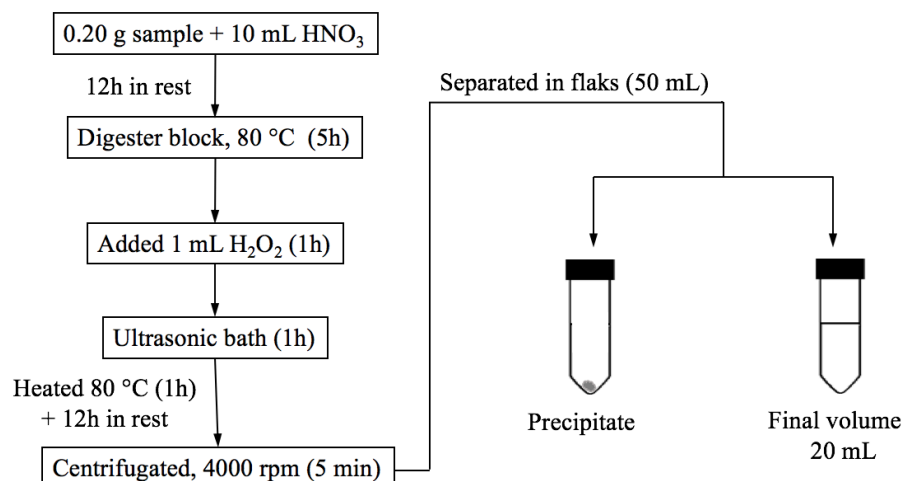 0.20 g sample + 10 mL HNO₃
12h in rest
Digester block, 80 °C (5h)
Added 1 mL H₂O₂ (1h)
Ultrasonic bath (1h)
Heated 80 °C (1h)
+ 12h in rest
Centrifugated, 4000 rpm (5 min)
Separated in flaks (50 mL)
Precipitate
Final volume
20 mL